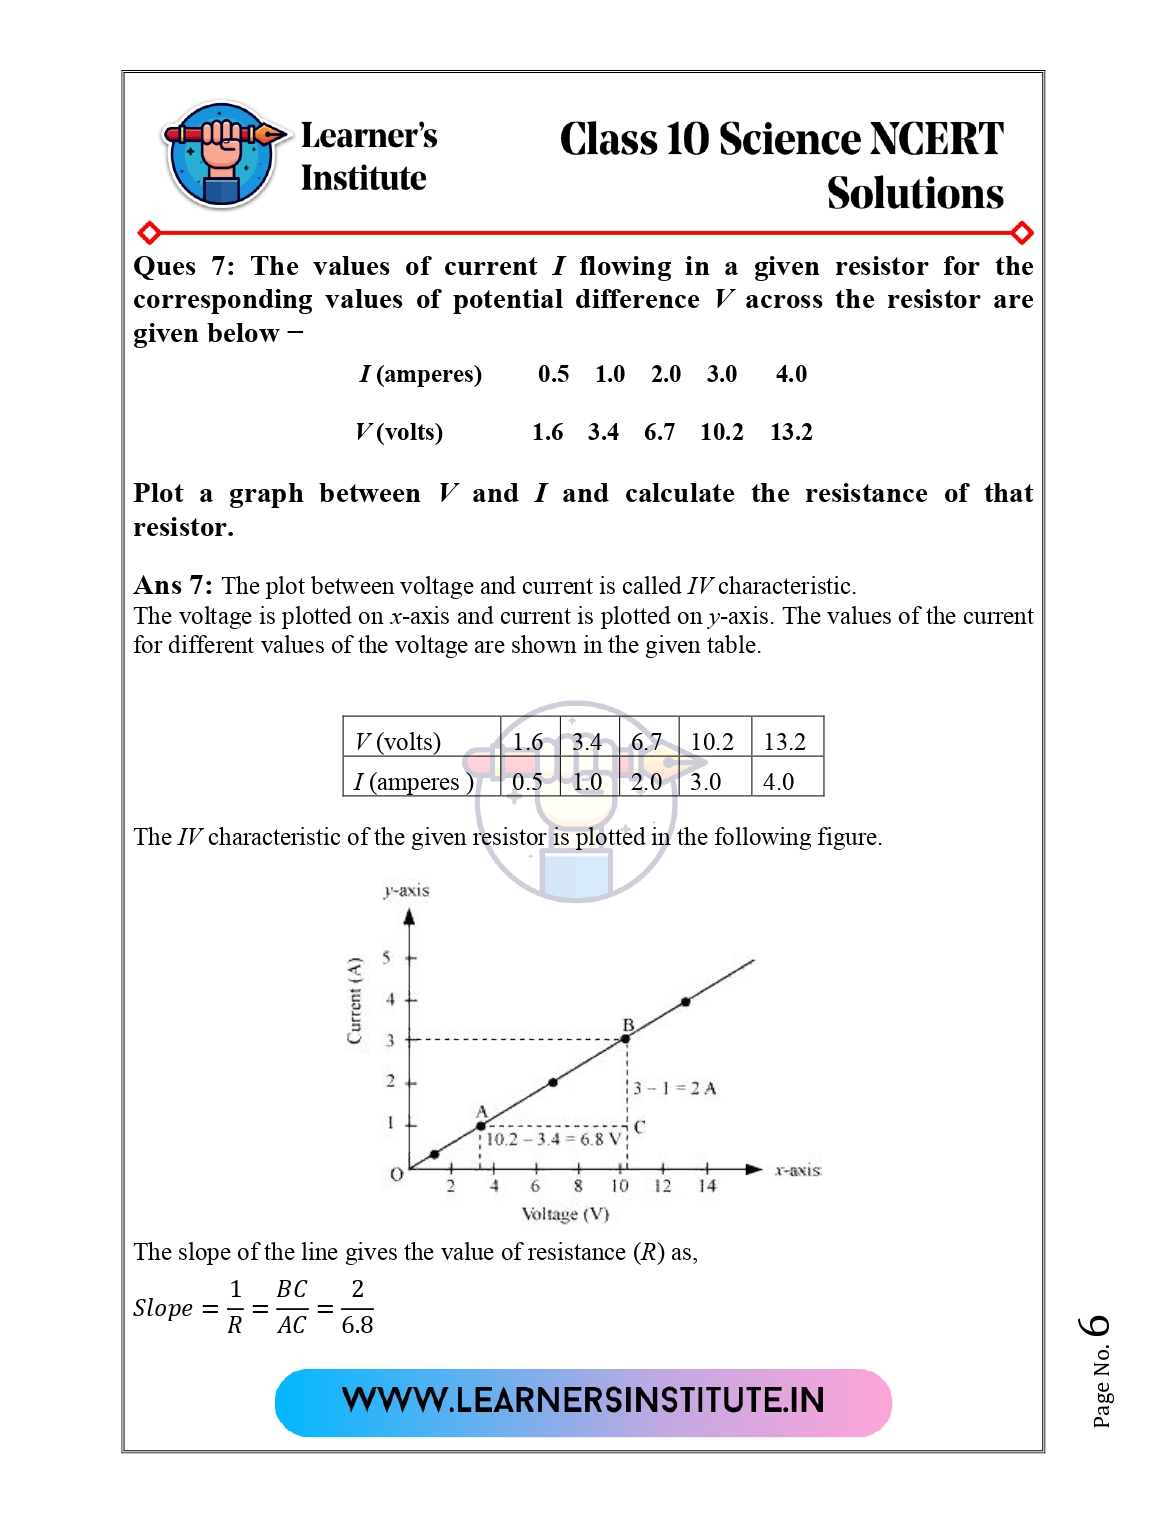 Learner's
Institute
Class 10 Science NCERT
Solutions
Ques 7: The values of current I flowing in a given resistor for the
corresponding values of potential difference V across the resistor are
given below −
I (amperes) 0.5 1.0 2.0 3.0 4.0
V (volts) 1.6 3.4 6.7 10.2 13.2
Plot a graph between V and I and calculate the resistance of that
resistor.
Ans 7: The plot between voltage and current is called IV characteristic.
The voltage is plotted on x-axis and current is plotted on y-axis. The values of the current
for different values of the voltage are shown in the given table.
V (volts) 1.6 3.4 6.7 10.2 13.2
I (amperes ) 0.5 1.0 2.0 3.0 4.0
The IV characteristic of the given resistor is plotted in the following figure.
y-axis
Current (A)
5
4
3
2
1
O
B
3 – 1 = 2 A
A
C
10.2 – 3.4 = 6.8 V
2 4 6 8 10 12 14
x-axis
Voltage (V)
The slope of the line gives the value of resistance (R) as,
Slope = 1/R = BC/AC = 2/6.8
WWW.LEARNERSINSTITUTE.IN
Page No. 6